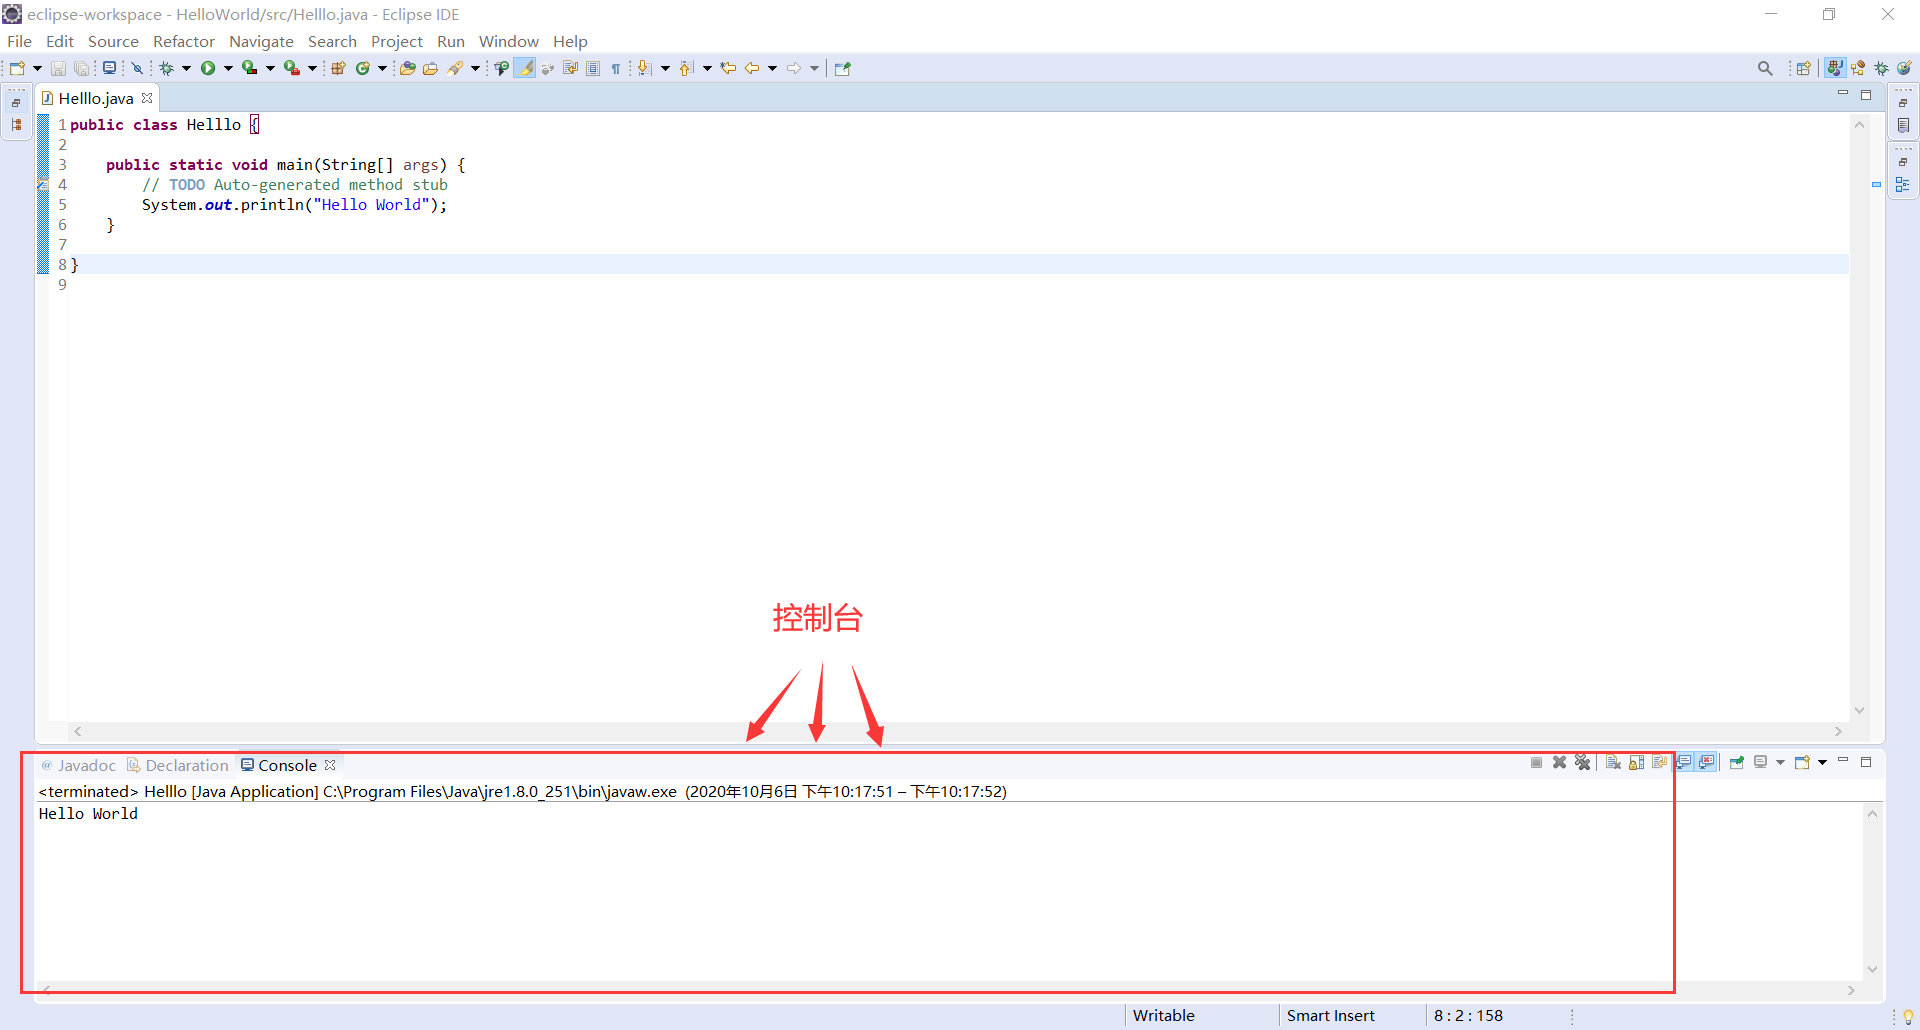 eclipse-workspace - HelloWorld/src/Helllo.java - Eclipse IDE
File Edit Source Refactor Navigate Search Project Run Window Help
Helllo.java
1 public class Helllo {
2
3     public static void main(String[] args) {
4         // TODO Auto-generated method stub
5         System.out.println("Hello World");
6     }
7
8 }
9
控制台
@ Javadoc Declaration Console
<terminated> Helllo [Java Application] C:\Program Files\Java\jre1.8.0_251\bin\javaw.exe (2020年10月6日 下午10:17:51 – 下午10:17:52)
Hello World
Writable Smart Insert 8 : 2 : 158